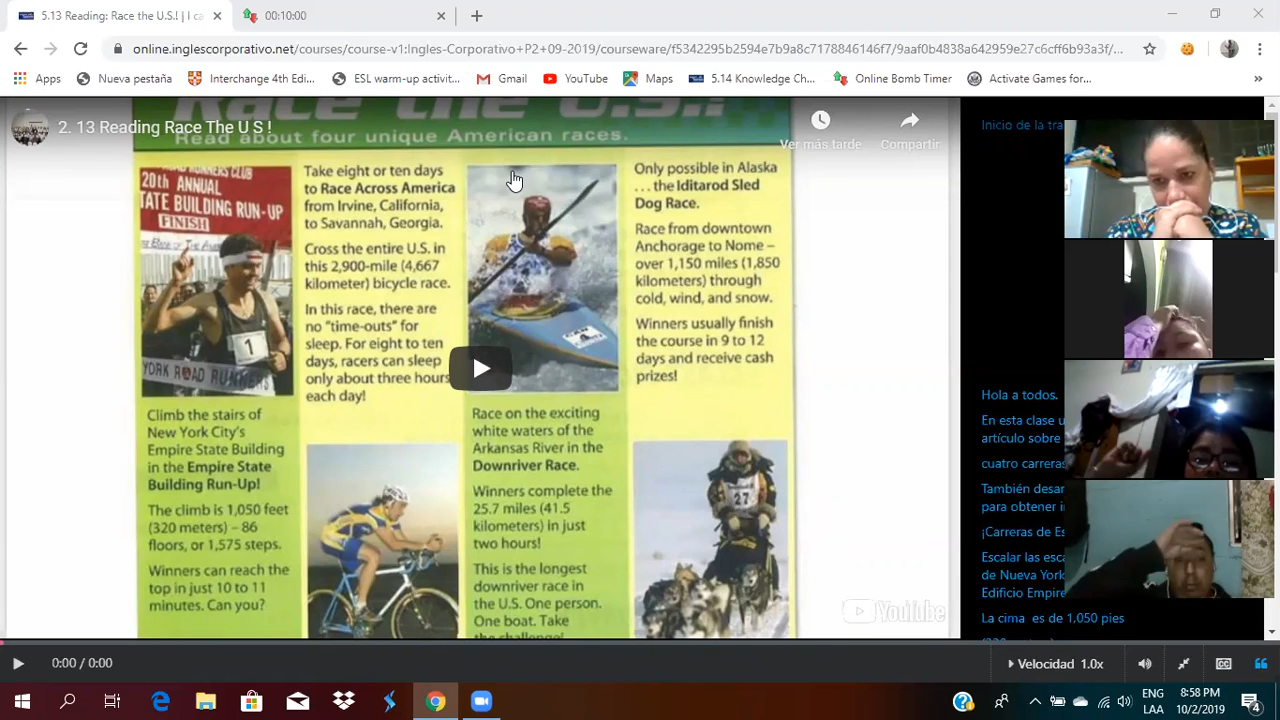 5.13 Reading: Race the U.S.! | I ca
00:10:00
online.inglescorporativo.net/courses/course-v1:Ingles-Corporativo+P2+09-2019/courseware/f5342295b2594e7b9a8c7178846146f7/9aaf0b4838a642959e27c6cff6b93a3f/...
Apps
Nueva pestaña
Interchange 4th Edi...
ESL warm-up activit...
Gmail
YouTube
Maps
5.14 Knowledge Ch...
Online Bomb Timer
Activate Games for...
»
Race the U.S.!
2. 13 Reading Race The U S !
Read about four unique American races.
Ver más tarde
Compartir
20th ANNUAL
TATE BUILDING RUN-UP
FINISH
1
YORK ROAD RUNNERS
Climb the stairs of
New York City's
Empire State Building
in the Empire State
Building Run-Up!
The climb is 1,050 feet
(320 meters) – 86
floors, or 1,575 steps.
Winners can reach the
top in just 10 to 11
minutes. Can you?
Take eight or ten days
to Race Across America
from Irvine, California,
to Savannah, Georgia.
Cross the entire U.S. in
this 2,900-mile (4,667
kilometer) bicycle race.
In this race, there are
no "time-outs" for
sleep. For eight to ten
days, racers can sleep
only about three hours
each day!
Race on the exciting
white waters of the
Arkansas River in the
Downriver Race.
Winners complete the
25.7 miles (41.5
kilometers) in just
two hours!
This is the longest
downriver race in
the U.S. One person.
One boat. Take
the challenge!
Only possible in Alaska
. . . the Iditarod Sled
Dog Race.
Race from downtown
Anchorage to Nome –
over 1,150 miles (1,850
kilometers) through
cold, wind, and snow.
Winners usually finish
the course in 9 to 12
days and receive cash
prizes!
27
YouTube
Inicio de la tra
Hola a todos.
En esta clase u
artículo sobre
cuatro carreras
También desar
para obtener i
¡Carreras de Es
Escalar las esca
de Nueva York
Edificio Empire
La cima es de 1,050 pies
0:00 / 0:00
Velocidad 1.0x
ENG
LAA
8:58 PM
10/2/2019
4